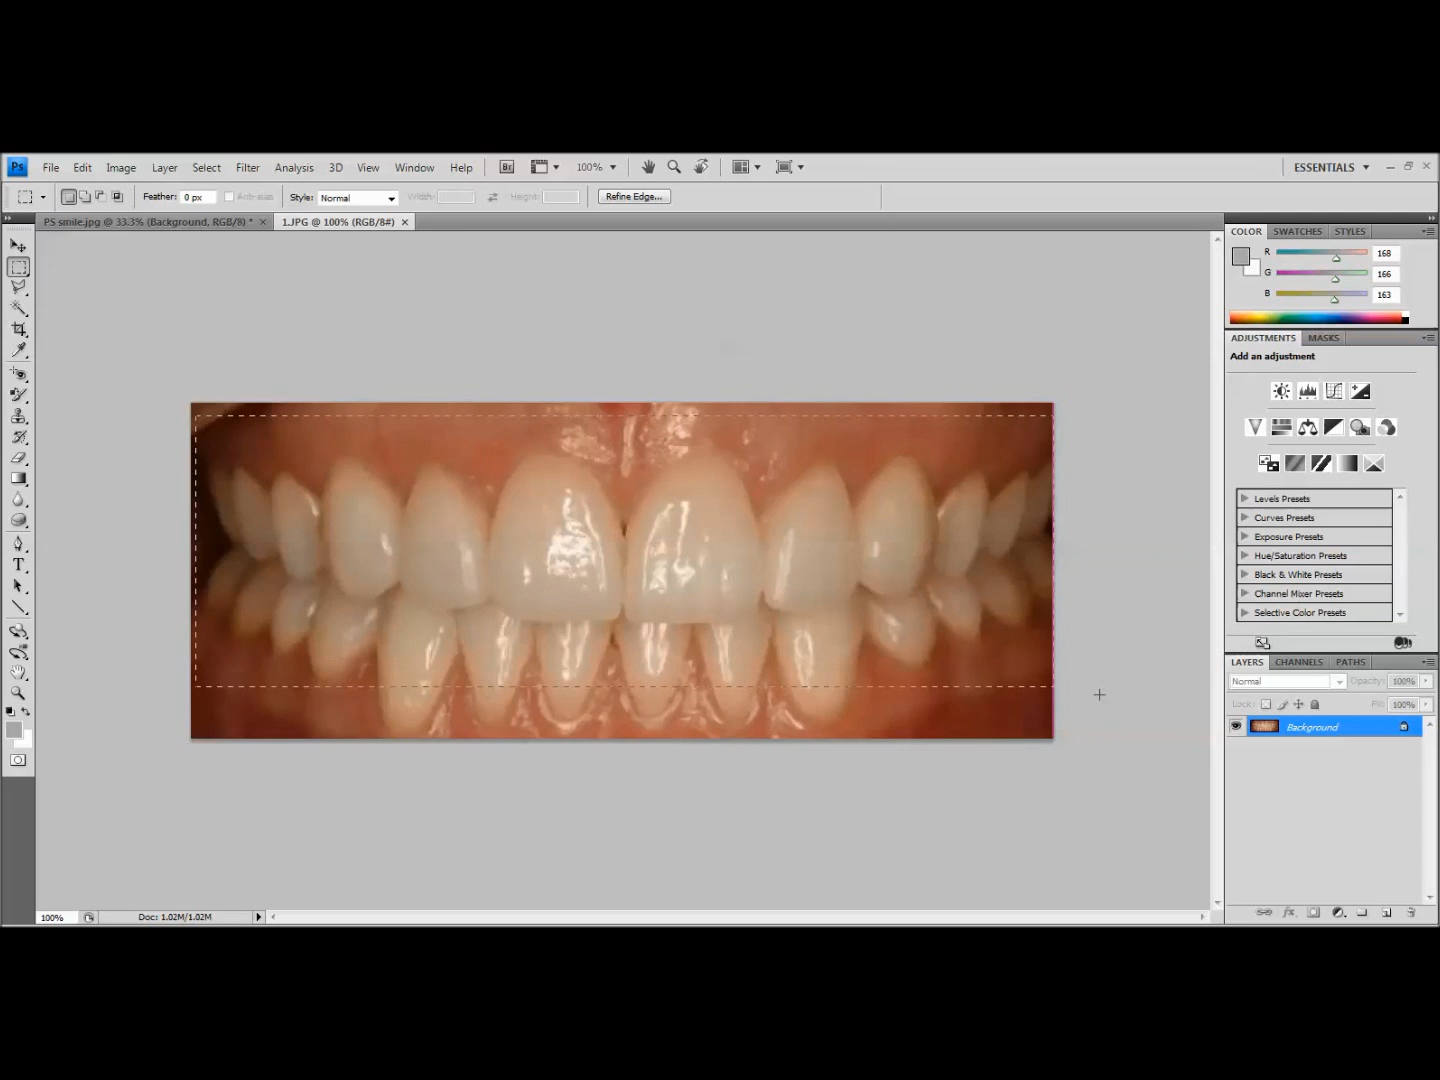 Ps File Edit Image Layer Select Filter Analysis 3D View Window Help Br 100% ESSENTIALS
Feather: 0 px Anti-alias Style: Normal Width: Height: Refine Edge...
PS smile.jpg @ 33.3% (Background, RGB/8) * × 1.JPG @ 100% (RGB/8#) ×
COLOR SWATCHES STYLES
R 168
G 166
B 163
ADJUSTMENTS MASKS
Add an adjustment
Levels Presets
Curves Presets
Exposure Presets
Hue/Saturation Presets
Black & White Presets
Channel Mixer Presets
Selective Color Presets
LAYERS CHANNELS PATHS
Normal Opacity: 100%
Lock: Fill: 100%
Background
100% Doc: 1.02M/1.02M